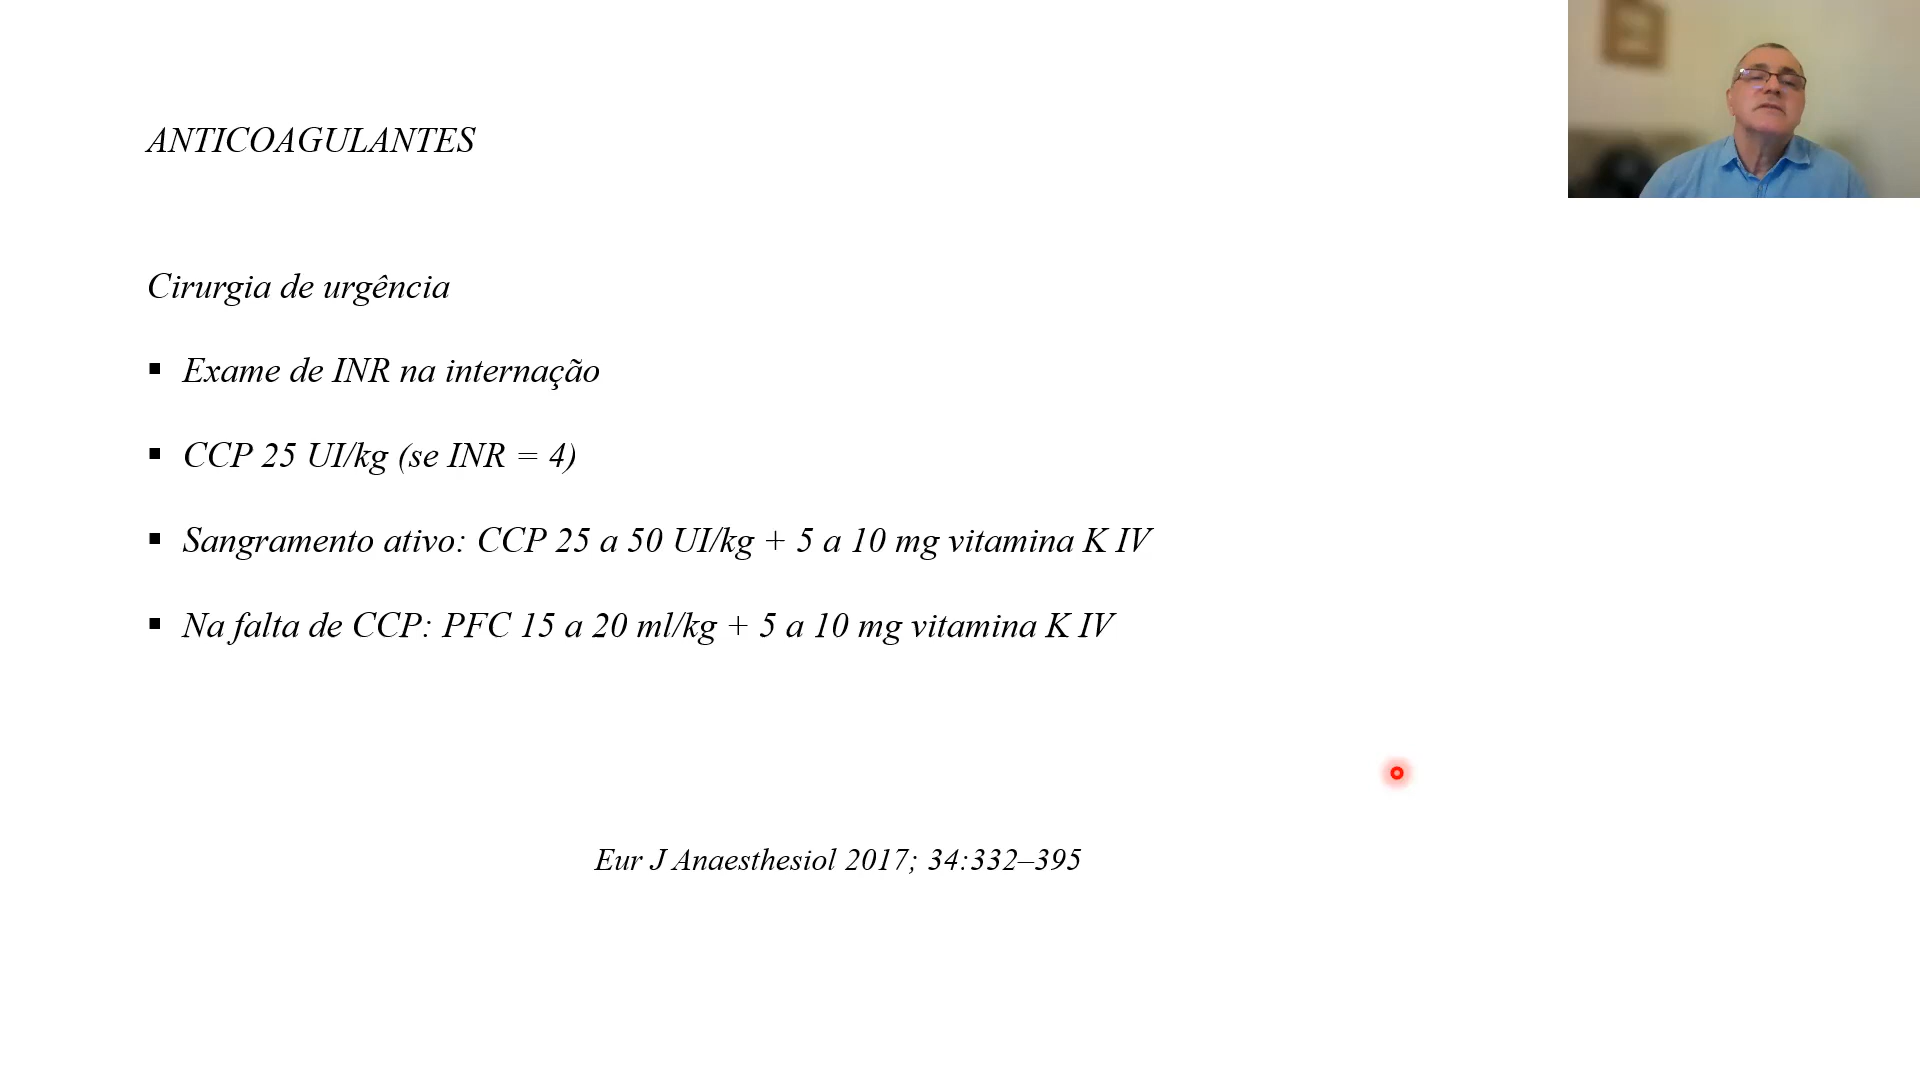 ANTICOAGULANTES
Cirurgia de urgência
▪ Exame de INR na internação
▪ CCP 25 UI/kg (se INR = 4)
▪ Sangramento ativo: CCP 25 a 50 UI/kg + 5 a 10 mg vitamina K IV
▪ Na falta de CCP: PFC 15 a 20 ml/kg + 5 a 10 mg vitamina K IV
Eur J Anaesthesiol 2017; 34:332–395